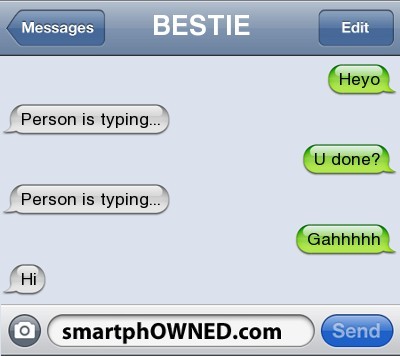 Messages
BESTIE
Edit
Heyo
Person is typing...
U done?
Person is typing...
Gahhhhh
Hi
smartphOWNED.com
Send